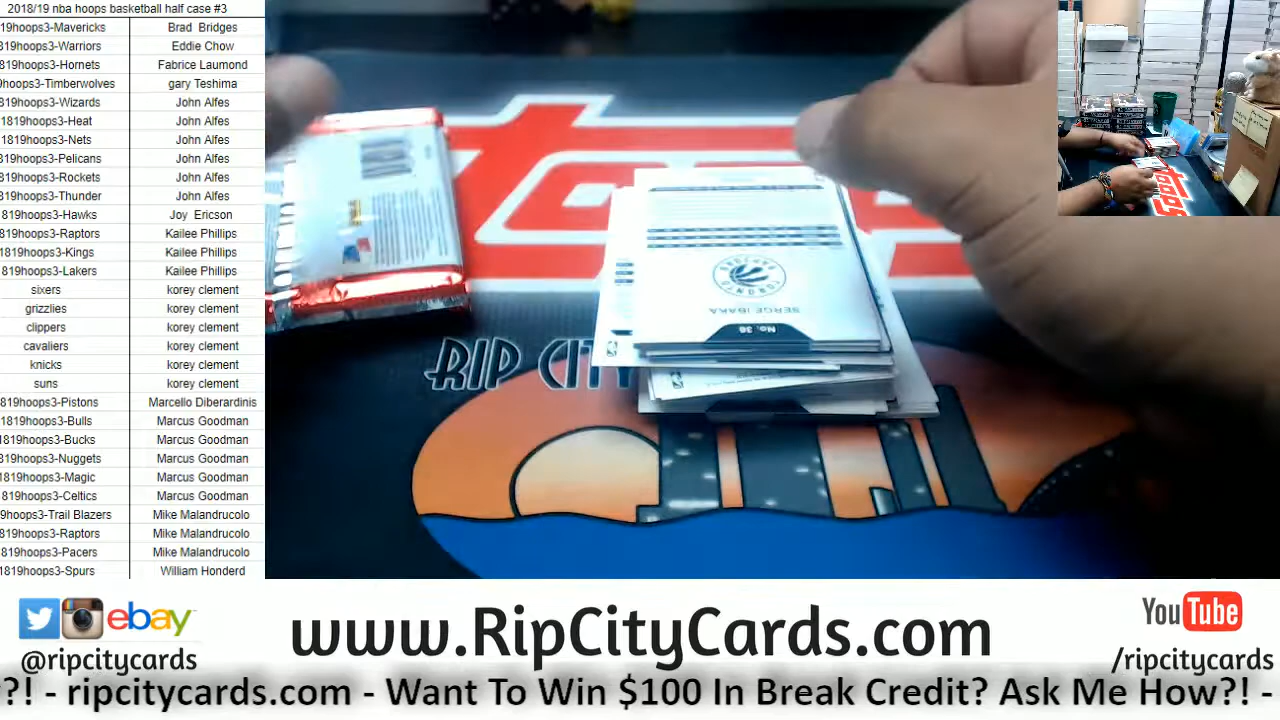 2018/19 nba hoops basketball half case #3
19hoops3-Mavericks Brad Bridges
819hoops3-Warriors Eddie Chow
819hoops3-Hornets Fabrice Laumond
9hoops3-Timberwolves gary Teshima
819hoops3-Wizards John Alfes
1819hoops3-Heat John Alfes
1819hoops3-Nets John Alfes
819hoops3-Pelicans John Alfes
819hoops3-Rockets John Alfes
819hoops3-Thunder John Alfes
819hoops3-Hawks Joy Ericson
819hoops3-Raptors Kailee Phillips
1819hoops3-Kings Kailee Phillips
819hoops3-Lakers Kailee Phillips
sixers korey clement
grizzlies korey clement
clippers korey clement
cavaliers korey clement
knicks korey clement
suns korey clement
819hoops3-Pistons Marcello Diberardinis
1819hoops3-Bulls Marcus Goodman
1819hoops3-Bucks Marcus Goodman
819hoops3-Nuggets Marcus Goodman
1819hoops3-Magic Marcus Goodman
819hoops3-Celtics Marcus Goodman
9hoops3-Trail Blazers Mike Malandrucolo
819hoops3-Raptors Mike Malandrucolo
819hoops3-Pacers Mike Malandrucolo
1819hoops3-Spurs William Honderd
TORONTO
RAPTORS
SERGE IBAKA
No. 36
RIP CITY
ebay
@ripcitycards
www.RipCityCards.com
YouTube
/ripcitycards
?! - ripcitycards.com - Want To Win $100 In Break Credit? Ask Me How?! -